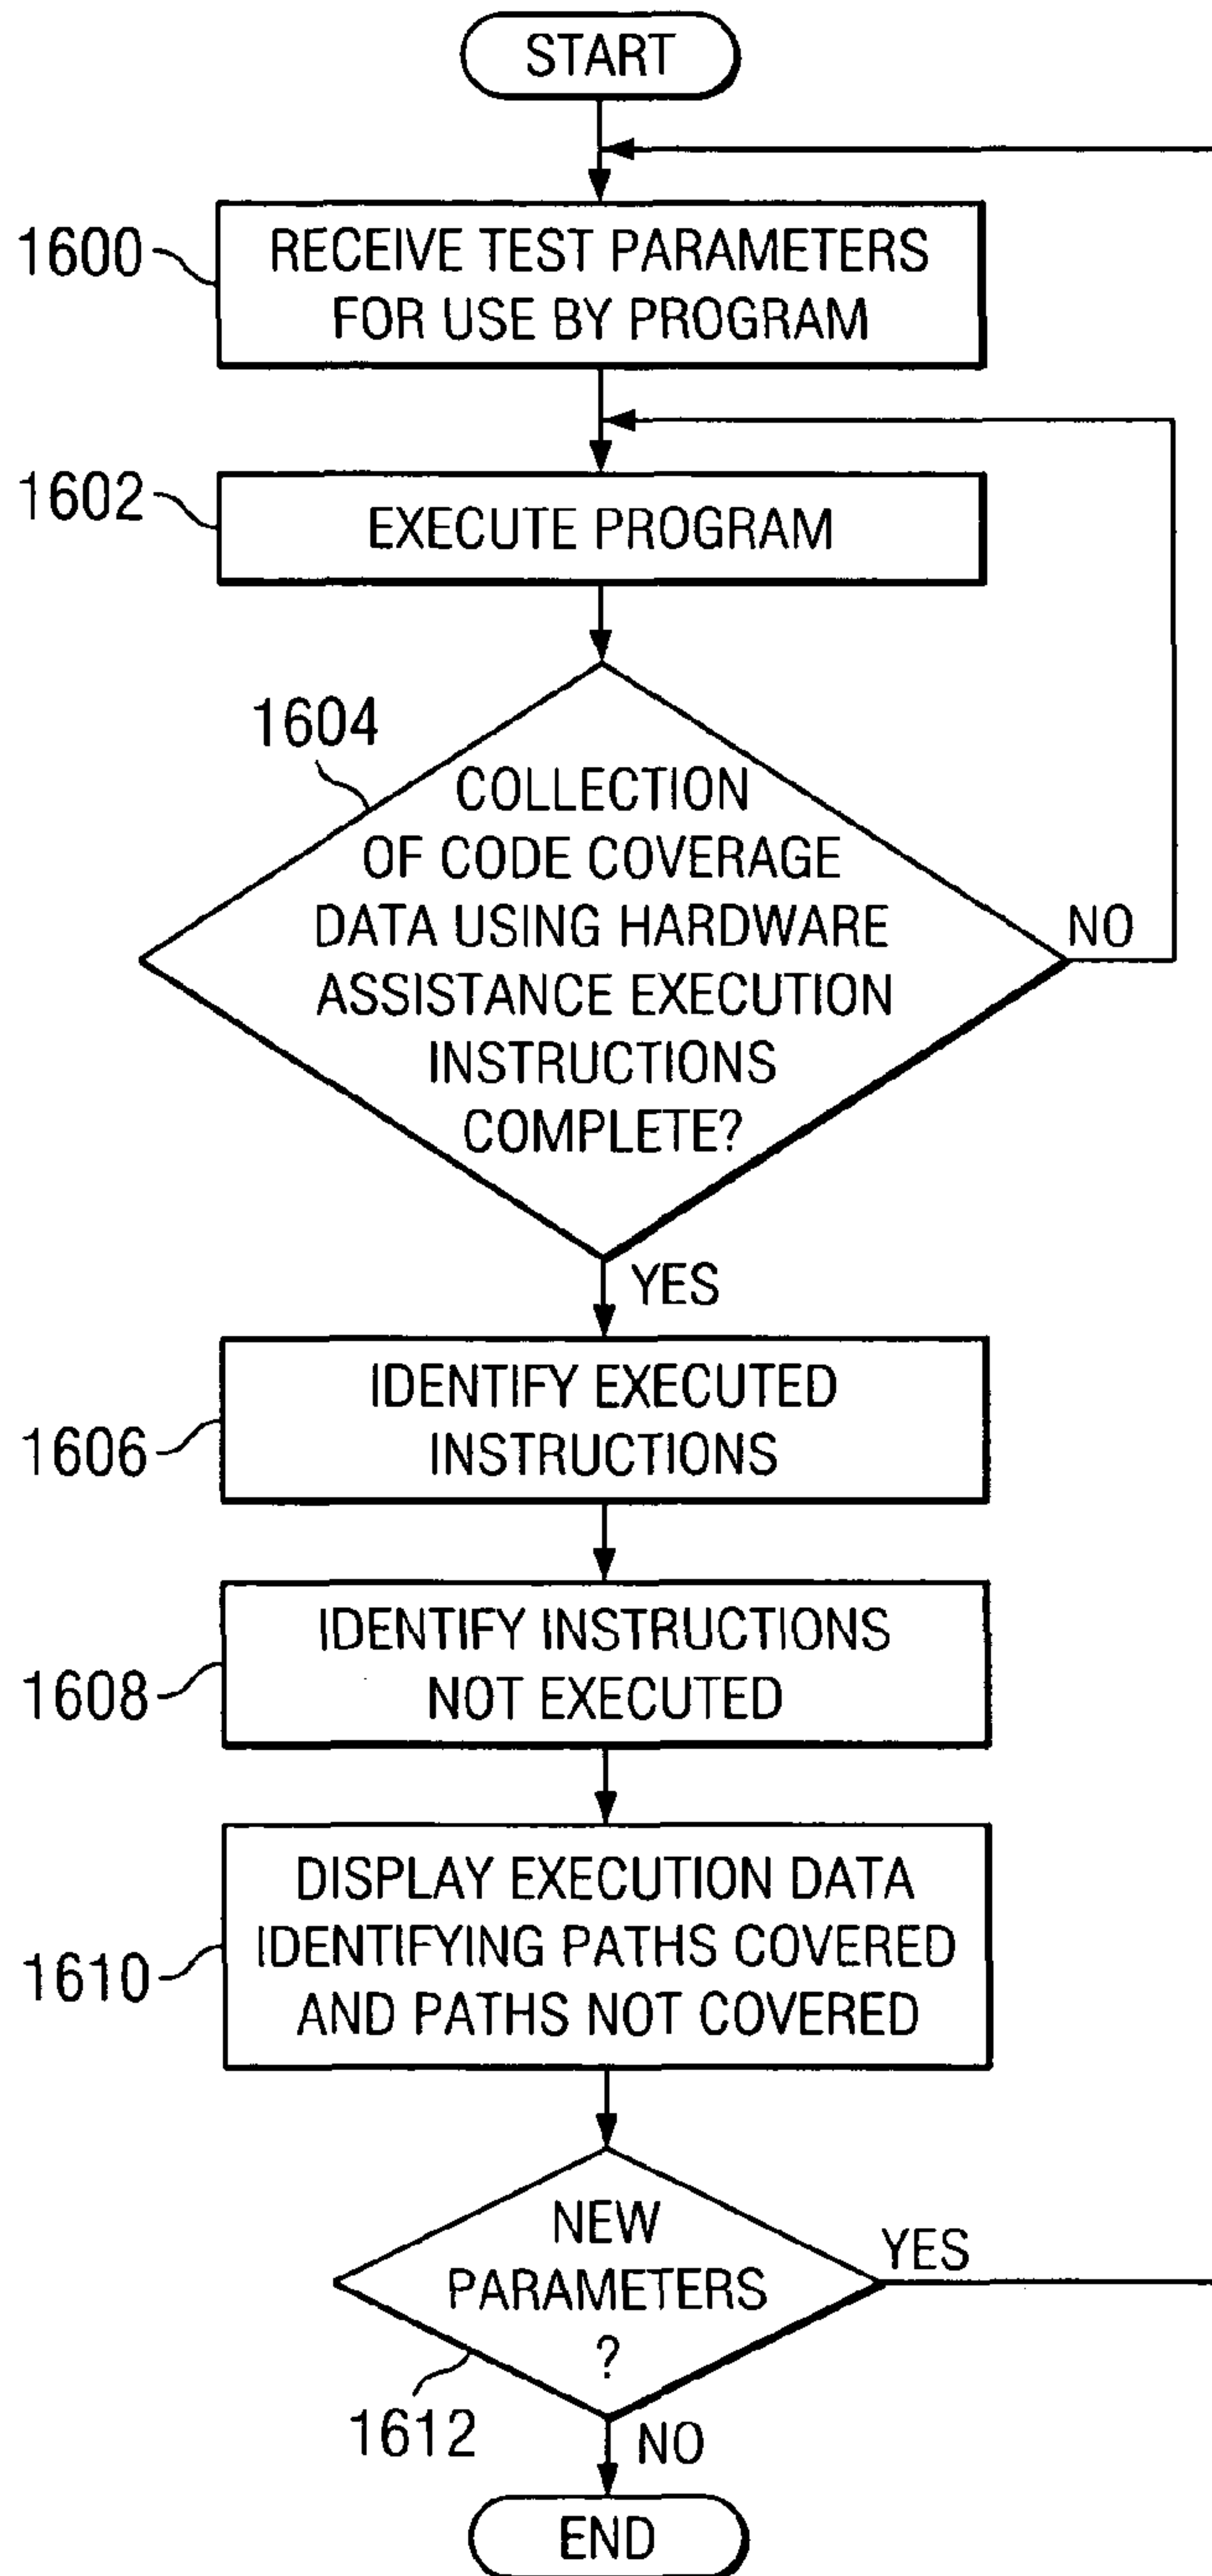 START
1600
RECEIVE TEST PARAMETERS
FOR USE BY PROGRAM
1602
EXECUTE PROGRAM
1604
COLLECTION
OF CODE COVERAGE
DATA USING HARDWARE
ASSISTANCE EXECUTION
INSTRUCTIONS
COMPLETE?
NO
YES
1606
IDENTIFY EXECUTED
INSTRUCTIONS
1608
IDENTIFY INSTRUCTIONS
NOT EXECUTED
1610
DISPLAY EXECUTION DATA
IDENTIFYING PATHS COVERED
AND PATHS NOT COVERED
NEW
PARAMETERS
?
YES
1612
NO
END